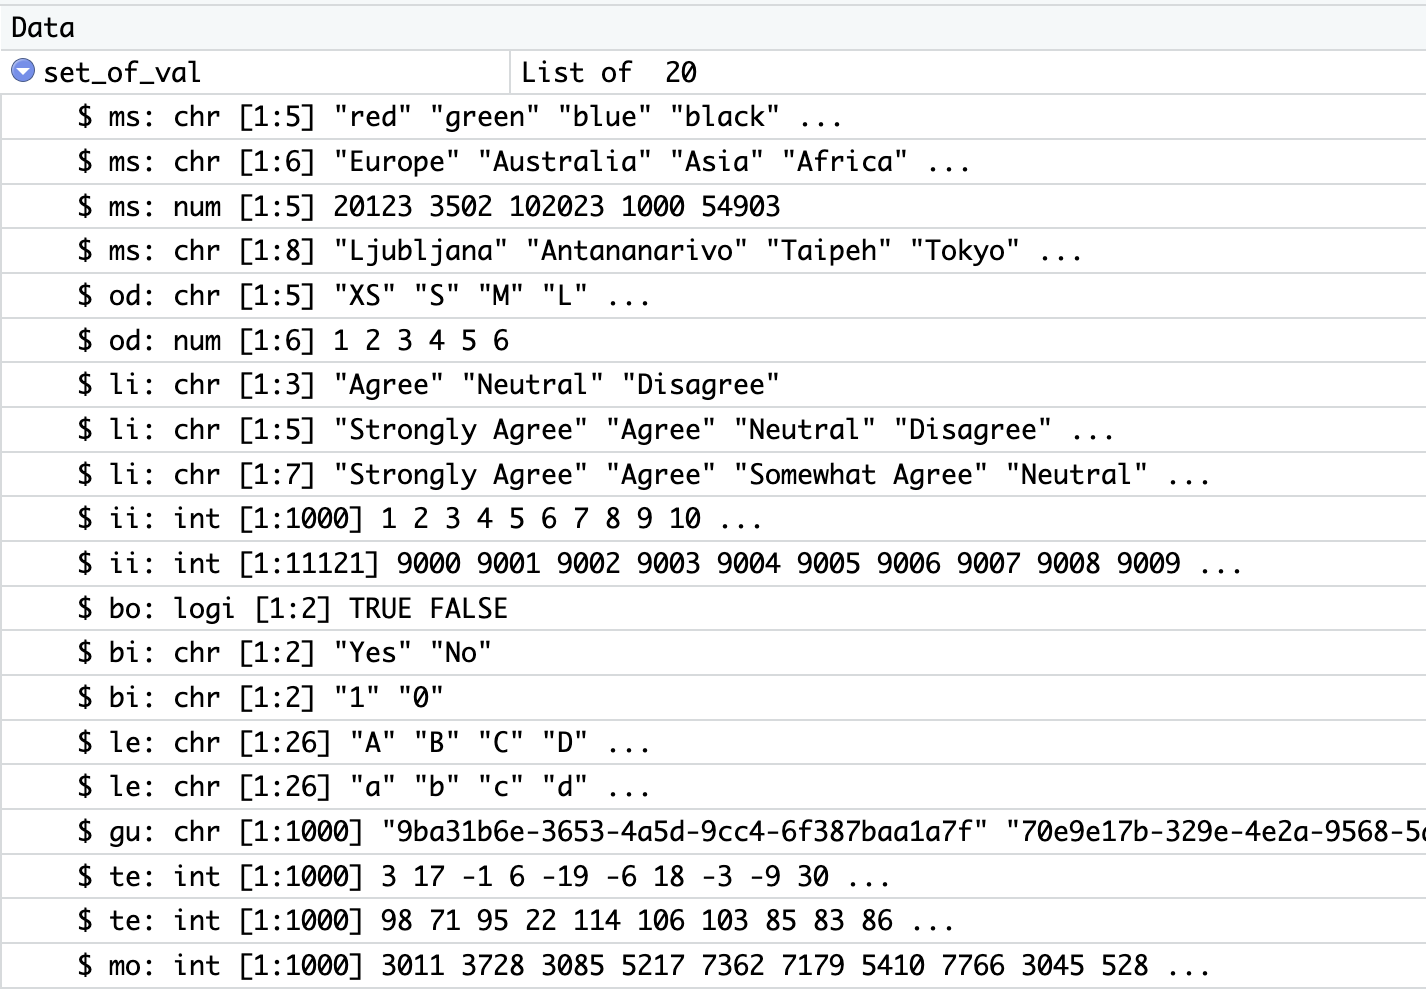 Data
set_of_val List of 20
$ ms: chr [1:5] "red" "green" "blue" "black" ...
$ ms: chr [1:6] "Europe" "Australia" "Asia" "Africa" ...
$ ms: num [1:5] 20123 3502 102023 1000 54903
$ ms: chr [1:8] "Ljubljana" "Antananarivo" "Taipeh" "Tokyo" ...
$ od: chr [1:5] "XS" "S" "M" "L" ...
$ od: num [1:6] 1 2 3 4 5 6
$ li: chr [1:3] "Agree" "Neutral" "Disagree"
$ li: chr [1:5] "Strongly Agree" "Agree" "Neutral" "Disagree" ...
$ li: chr [1:7] "Strongly Agree" "Agree" "Somewhat Agree" "Neutral" ...
$ ii: int [1:1000] 1 2 3 4 5 6 7 8 9 10 ...
$ ii: int [1:11121] 9000 9001 9002 9003 9004 9005 9006 9007 9008 9009 ...
$ bo: logi [1:2] TRUE FALSE
$ bi: chr [1:2] "Yes" "No"
$ bi: chr [1:2] "1" "0"
$ le: chr [1:26] "A" "B" "C" "D" ...
$ le: chr [1:26] "a" "b" "c" "d" ...
$ gu: chr [1:1000] "9ba31b6e-3653-4a5d-9cc4-6f387baa1a7f" "70e9e17b-329e-4e2a-9568-5
$ te: int [1:1000] 3 17 -1 6 -19 -6 18 -3 -9 30 ...
$ te: int [1:1000] 98 71 95 22 114 106 103 85 83 86 ...
$ mo: int [1:1000] 3011 3728 3085 5217 7362 7179 5410 7766 3045 528 ...